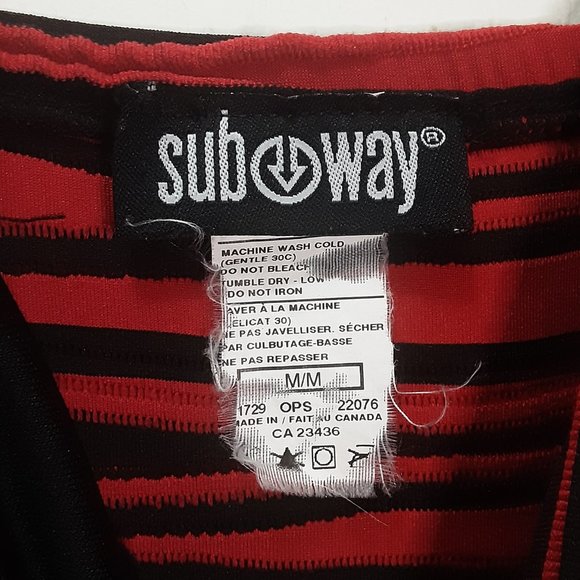 subway®
MACHINE WASH COLD
(GENTLE 30C)
DO NOT BLEACH
TUMBLE DRY - LOW
DO NOT IRON
AVER À LA MACHINE
ELICAT 30)
NE PAS JAVELLISER. SÉCHER
PAR CULBUTAGE-BASSE
NE PAS REPASSER
M/M
1729 OPS 22076
MADE IN / FAIT AU CANADA
CA 23436